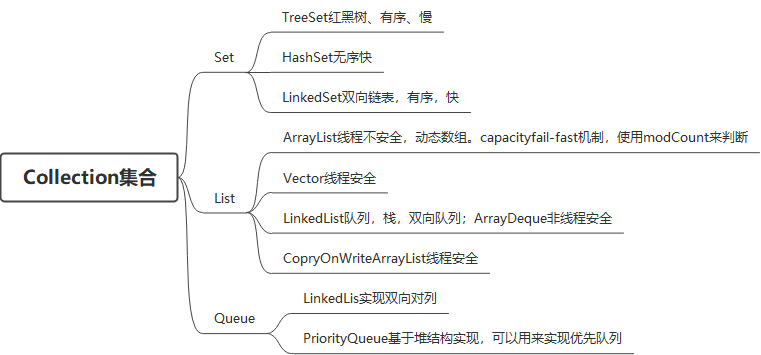 Collection集合
Set
TreeSet红黑树、有序、慢
HashSet无序快
LinkedSet双向链表，有序，快
List
ArrayList线程不安全，动态数组。capacityfail-fast机制，使用modCount来判断
Vector线程安全
LinkedList队列，栈，双向队列；ArrayDeque非线程安全
CopryOnWriteArrayList线程安全
Queue
LinkedLis实现双向对列
PriorityQueue基于堆结构实现，可以用来实现优先队列